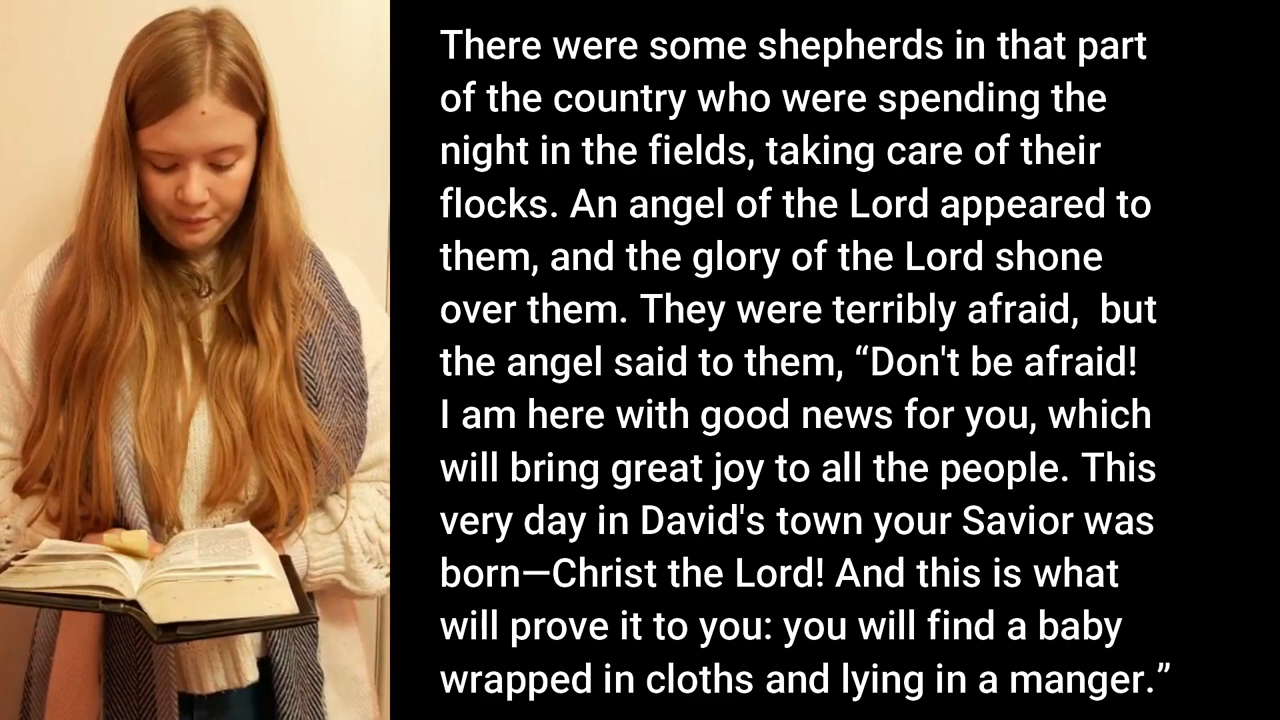 There were some shepherds in that part
of the country who were spending the
night in the fields, taking care of their
flocks. An angel of the Lord appeared to
them, and the glory of the Lord shone
over them. They were terribly afraid,  but
the angel said to them, “Don't be afraid!
I am here with good news for you, which
will bring great joy to all the people. This
very day in David's town your Savior was
born—Christ the Lord! And this is what
will prove it to you: you will find a baby
wrapped in cloths and lying in a manger.”